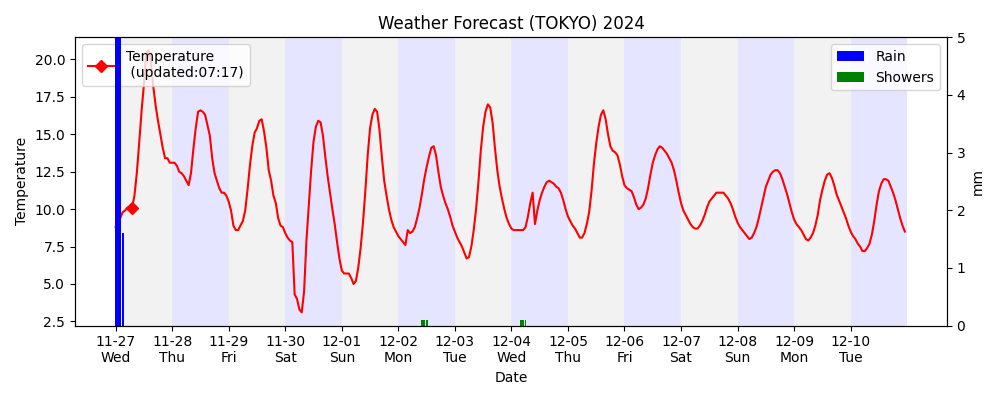 Weather Forecast (TOKYO) 2024
Temperature
(updated:07:17)
Rain
Showers
Temperature
20.0
17.5
15.0
12.5
10.0
7.5
5.0
2.5
5
4
3
2
1
0
mm
11-27 11-28 11-29 11-30 12-01 12-02 12-03 12-04 12-05 12-06 12-07 12-08 12-09 12-10
Wed Thu Fri Sat Sun Mon Tue Wed Thu Fri Sat Sun Mon Tue
Date